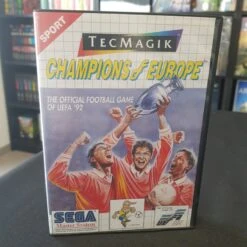 SPORT
TECMAGIK
CHAMPIONS of EUROPE
THE OFFICIAL FOOTBALL GAME
OF UEFA '92
SEGA
Master System